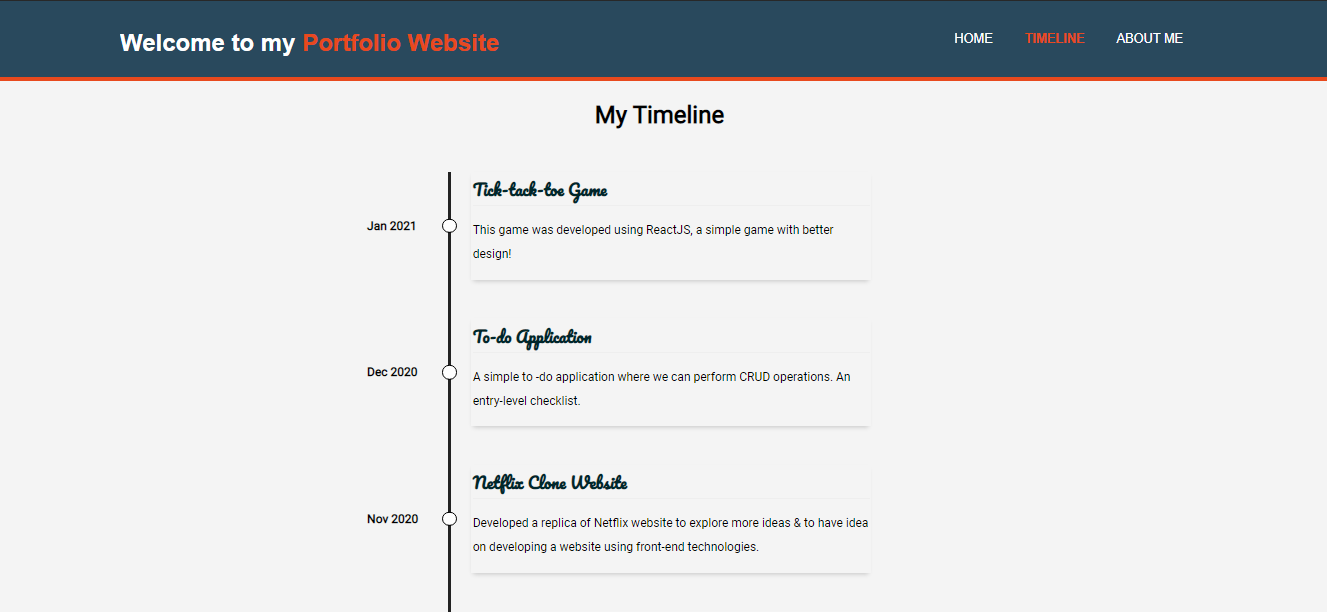 Welcome to my Portfolio Website
HOME TIMELINE ABOUT ME
My Timeline
Tick-tack-toe Game
Jan 2021
This game was developed using ReactJS, a simple game with better
design!
To-do Application
Dec 2020
A simple to -do application where we can perform CRUD operations. An
entry-level checklist.
Netflix Clone Website
Nov 2020
Developed a replica of Netflix website to explore more ideas & to have idea
on developing a website using front-end technologies.